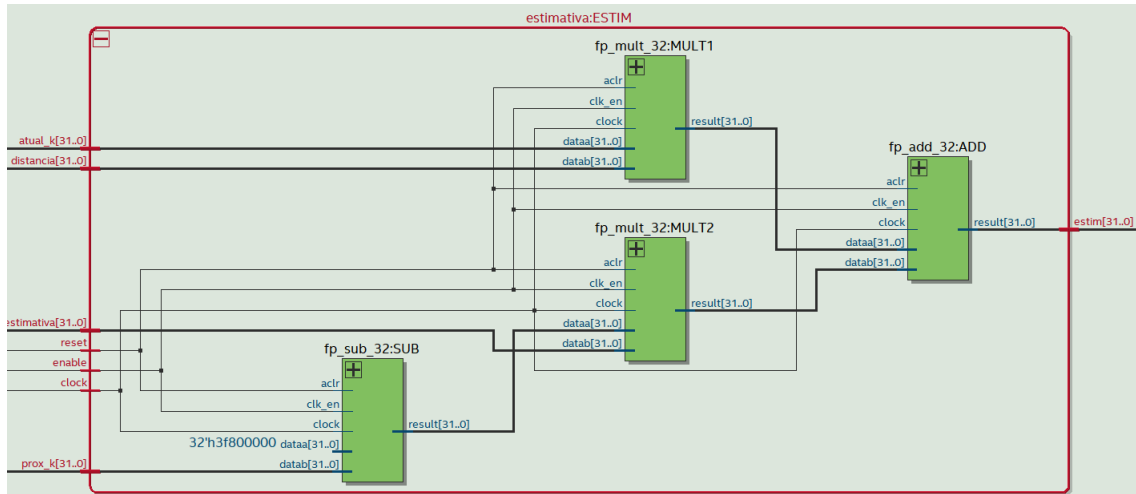 estimativa:ESTIM
fp_mult_32:MULT1
aclr
clk_en
clock
result[31..0]
atual_k[31..0]
dataa[31..0]
distancia[31..0]
datab[31..0]
fp_add_32:ADD
aclr
clk_en
clock
result[31..0]
estim[31..0]
dataa[31..0]
datab[31..0]
fp_mult_32:MULT2
aclr
clk_en
clock
result[31..0]
estimativa[31..0]
dataa[31..0]
reset
datab[31..0]
enable
clock
fp_sub_32:SUB
aclr
clk_en
clock
result[31..0]
32'h3f800000 dataa[31..0]
prox_k[31..0]
datab[31..0]